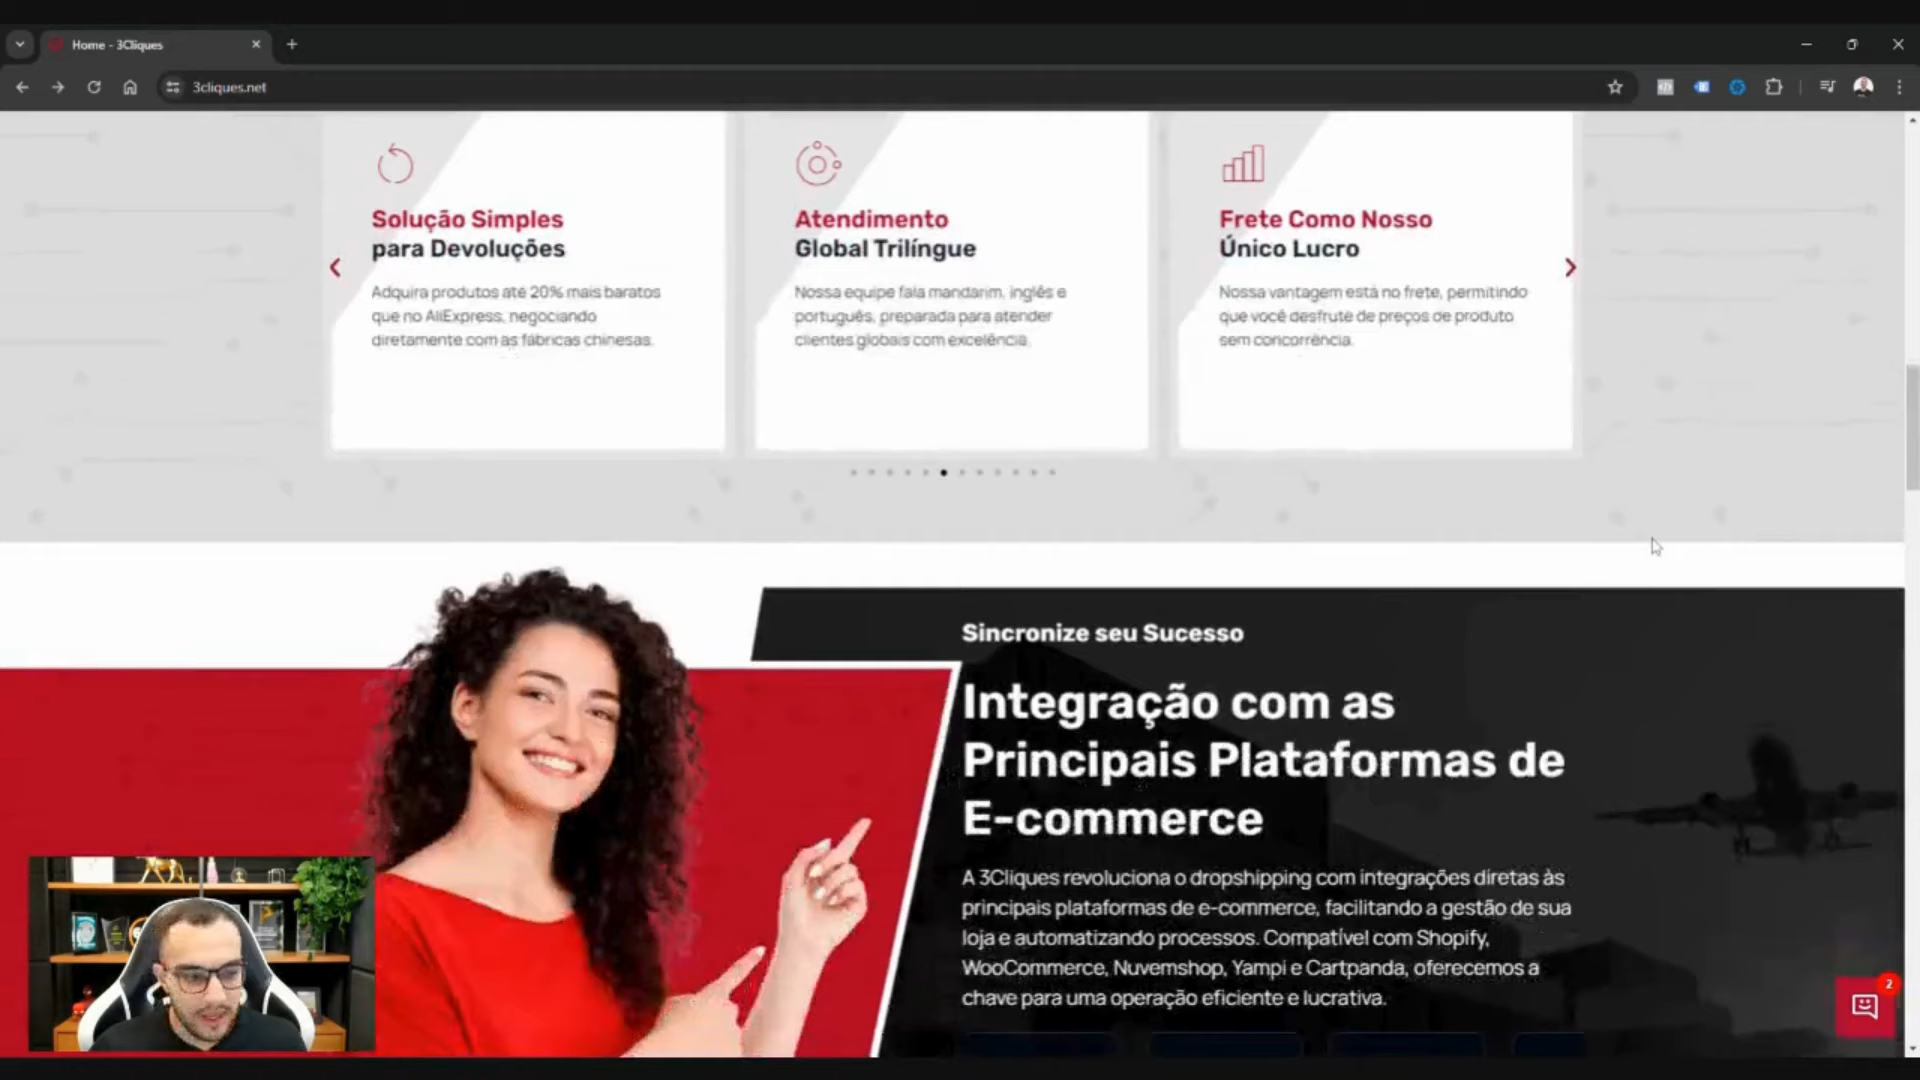 Home - 3Cliques
3cliques.net
Solução Simples
para Devoluções
Adquira produtos até 20% mais baratos
que no AliExpress, negociando
diretamente com as fábricas chinesas.
Atendimento
Global Trilíngue
Nossa equipe fala mandarim, inglês e
português, preparada para atender
clientes globais com excelência.
Frete Como Nosso
Único Lucro
Nossa vantagem está no frete, permitindo
que você desfrute de preços de produto
sem concorrência.
Sincronize seu Sucesso
Integração com as
Principais Plataformas de
E-commerce
A 3Cliques revoluciona o dropshipping com integrações diretas às
principais plataformas de e-commerce, facilitando a gestão de sua
loja e automatizando processos. Compatível com Shopify,
WooCommerce, Nuvemshop, Yampi e Cartpanda, oferecemos a
chave para uma operação eficiente e lucrativa.
2